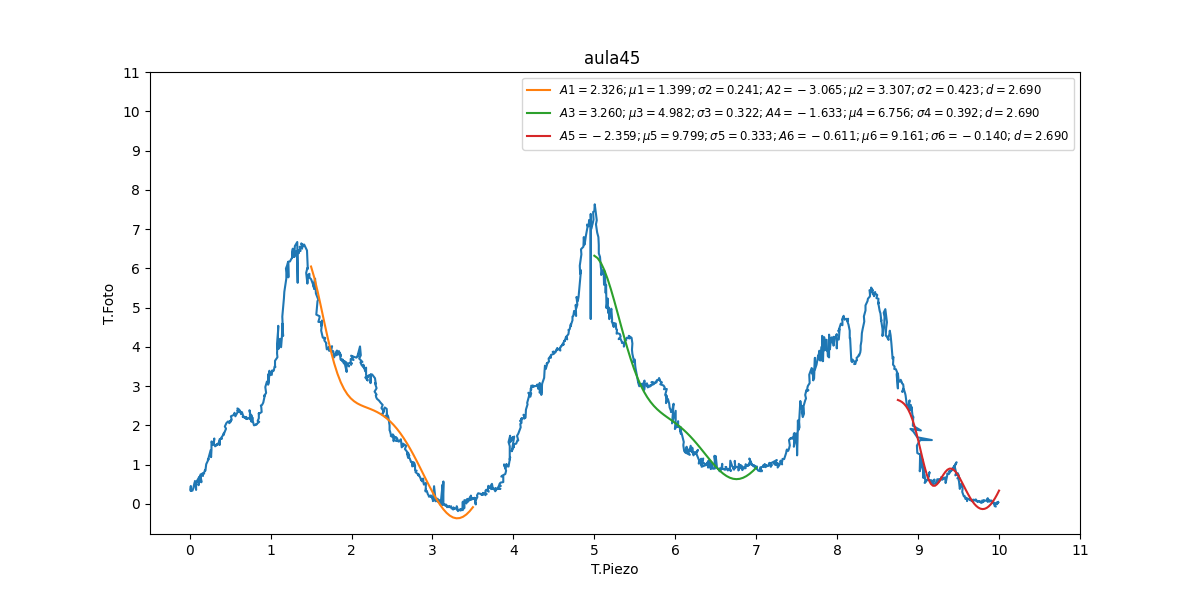 aula45
11
10
9
8
7
6
5
4
3
2
1
0
T.Foto
A1 = 2.326; μ1 = 1.399; σ2 = 0.241; A2 = −3.065; μ2 = 3.307; σ2 = 0.423; d = 2.690
A3 = 3.260; μ3 = 4.982; σ3 = 0.322; A4 = −1.633; μ4 = 6.756; σ4 = 0.392; d = 2.690
A5 = −2.359; μ5 = 9.799; σ5 = 0.333; A6 = −0.611; μ6 = 9.161; σ6 = −0.140; d = 2.690
0 1 2 3 4 5 6 7 8 9 10 11
T.Piezo